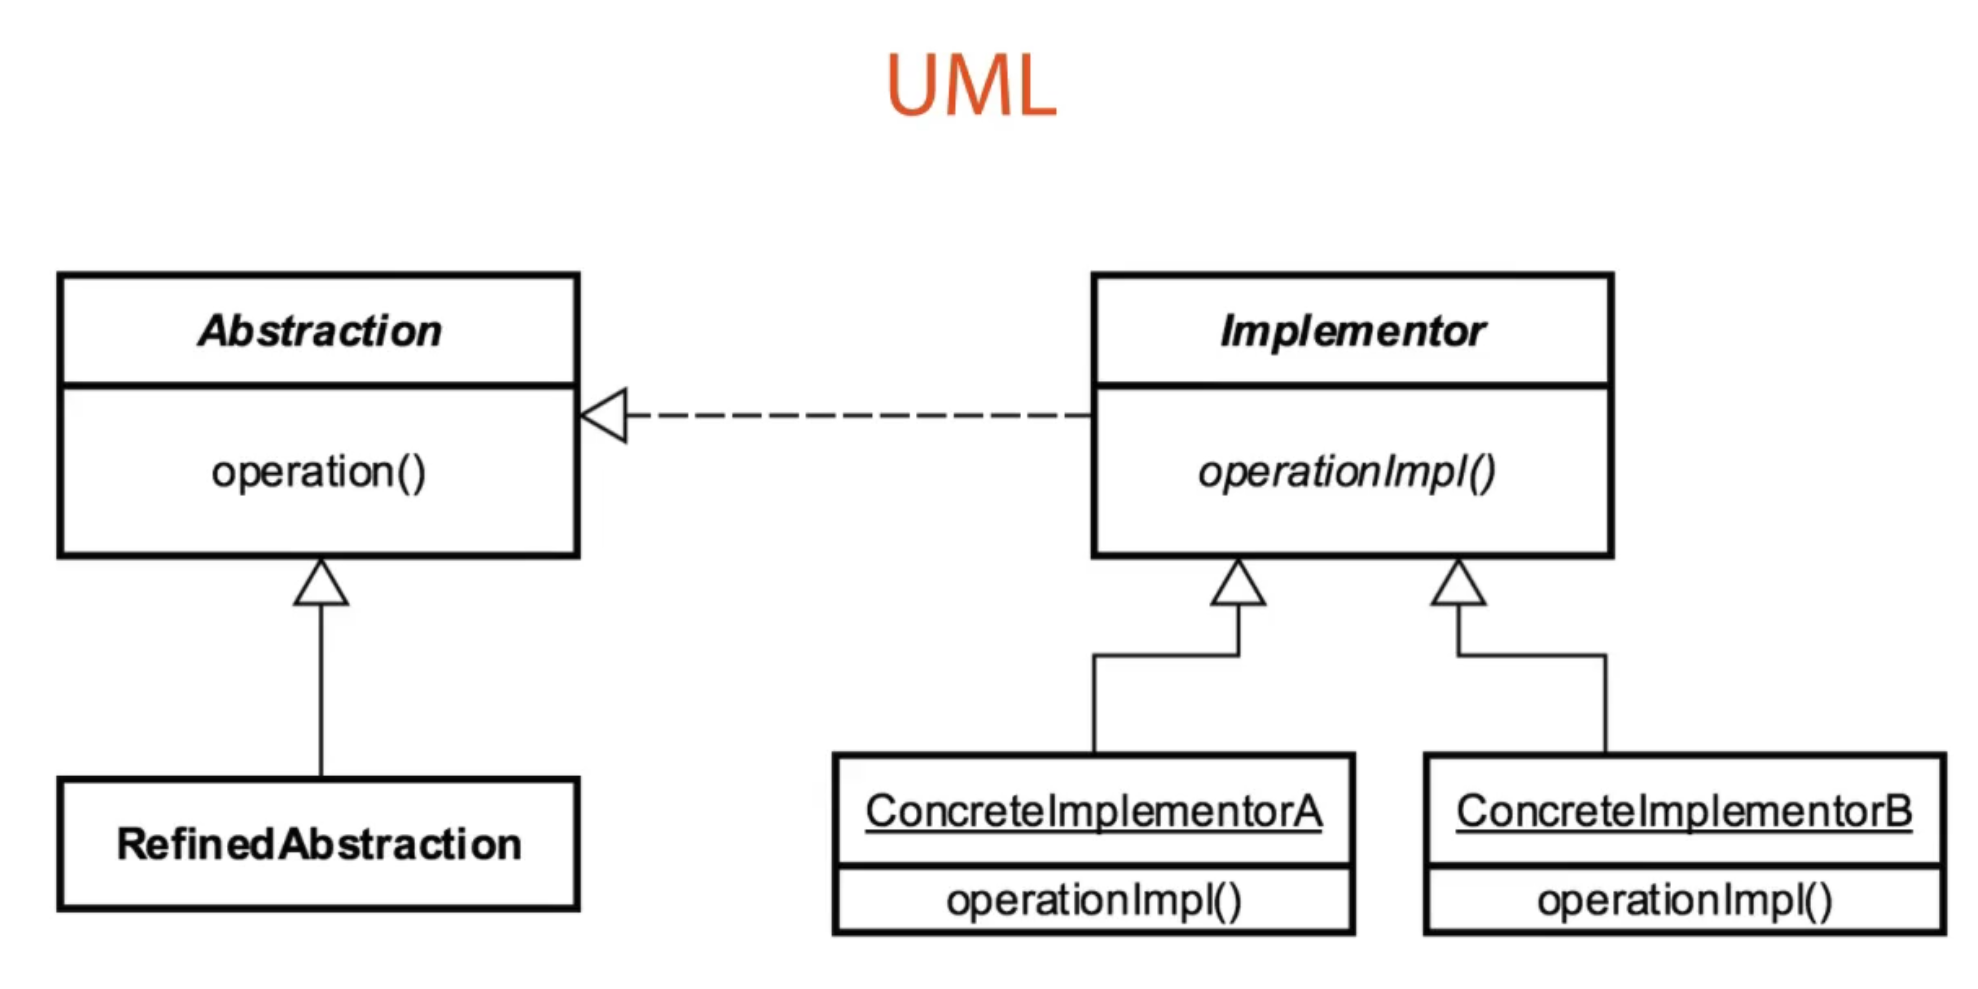 UML
Abstraction
operation()
Implementor
operationImpl()
RefinedAbstraction
ConcreteImplementorA
operationImpl()
ConcreteImplementorB
operationImpl()